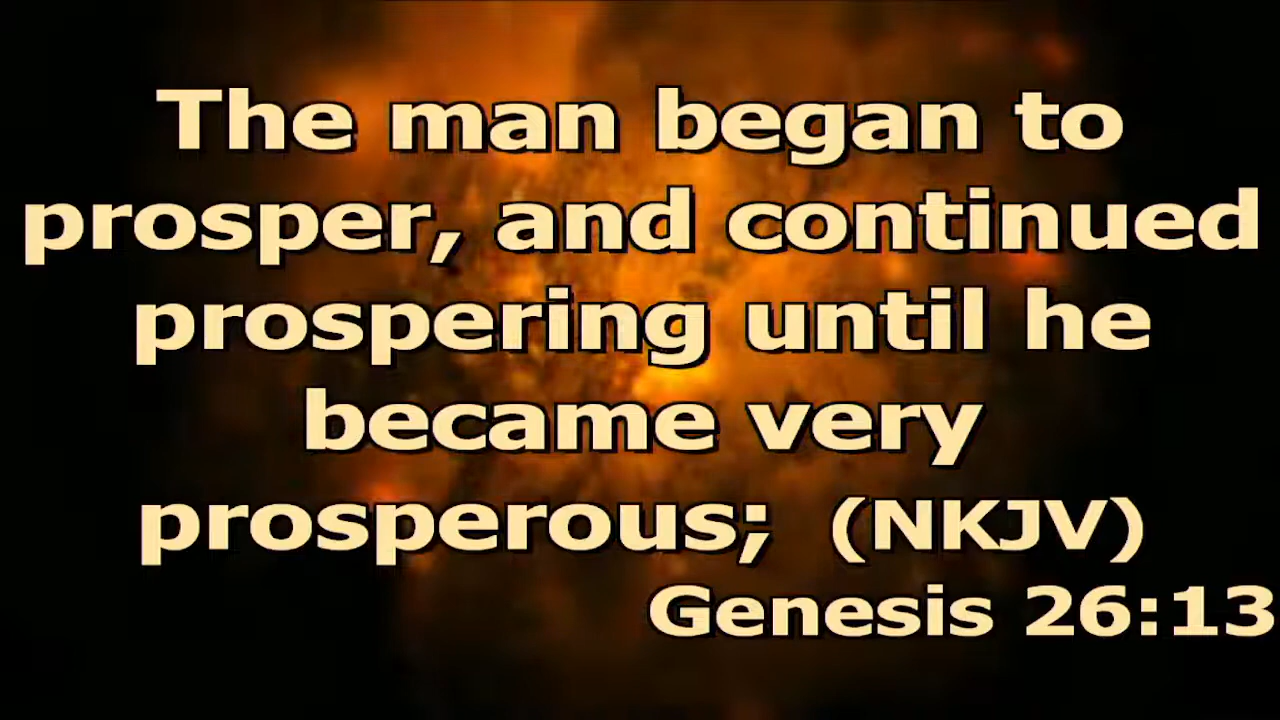 The man began to
prosper, and continued
prospering until he
became very
prosperous; (NKJV)
Genesis 26:13